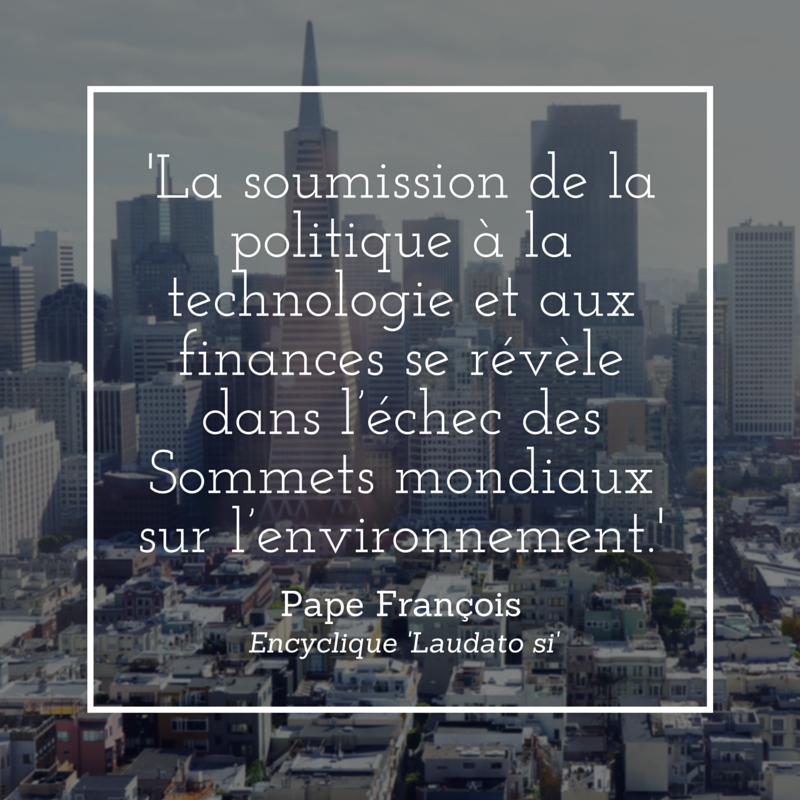 'La soumission de la
politique à la
technologie et aux
finances se révèle
dans l'échec des
Sommets mondiaux
sur l'environnement.'
Pape François
Encyclique 'Laudato si'